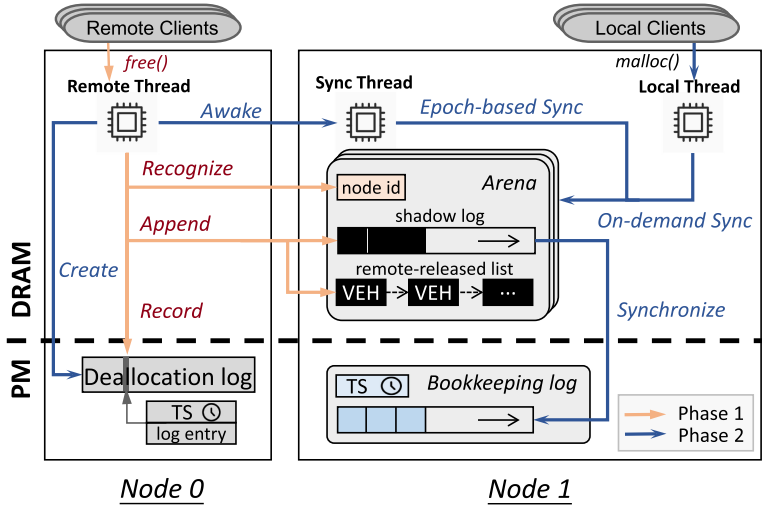 Remote Clients
Local Clients
free()
malloc()
Remote Thread
Sync Thread
Local Thread
Awake
Epoch-based Sync
Recognize
node id
Arena
Append
shadow log
On-demand Sync
Create
remote-released list
VEH
VEH
...
Record
Synchronize
DRAM
PM
Deallocation log
TS
log entry
TS
Bookkeeping log
Phase 1
Phase 2
Node 0
Node 1